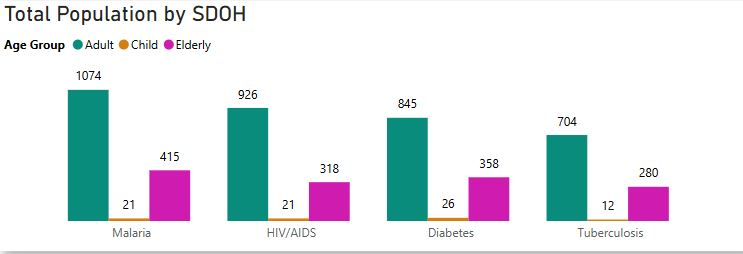 Total Population by SDOH
Age Group Adult Child Elderly
1074 21 415
926 21 318
845 26 358
704 12 280
Malaria HIV/AIDS Diabetes Tuberculosis